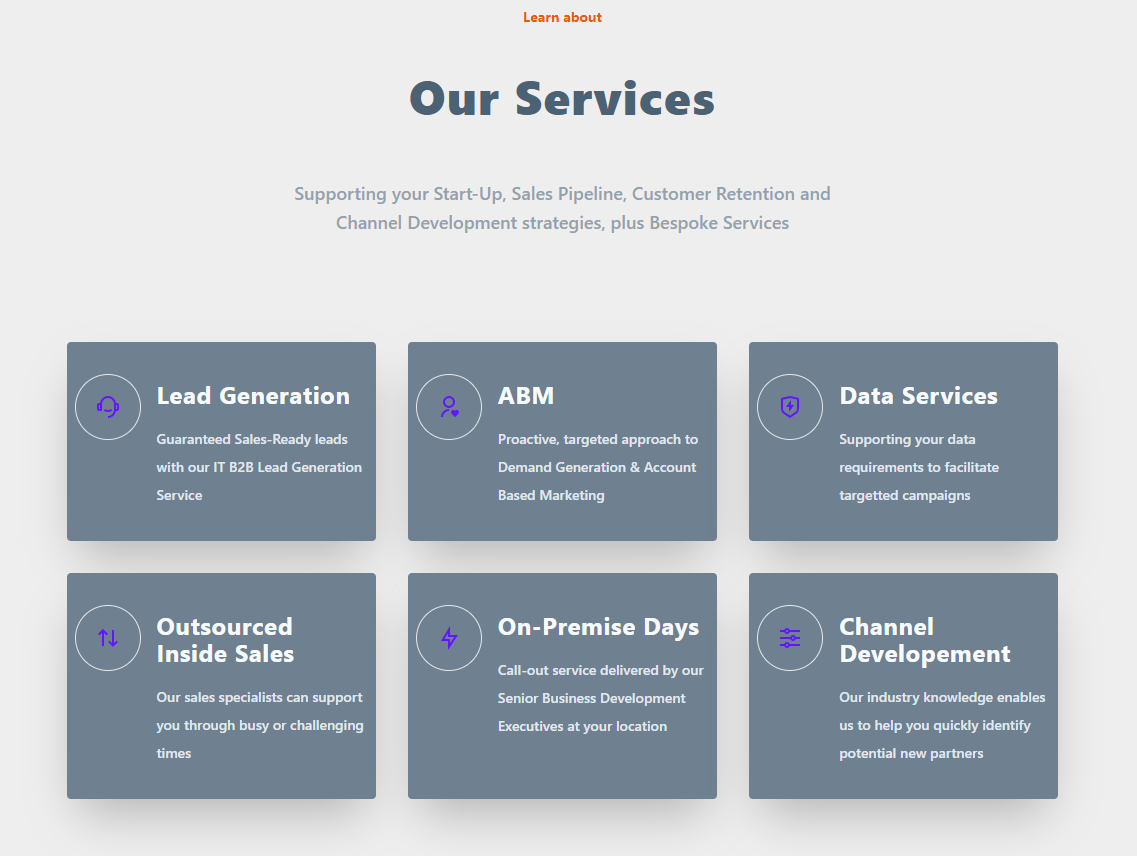 Learn about
Our Services
Supporting your Start-Up, Sales Pipeline, Customer Retention and
Channel Development strategies, plus Bespoke Services
Lead Generation
Guaranteed Sales-Ready leads
with our IT B2B Lead Generation
Service
ABM
Proactive, targeted approach to
Demand Generation & Account
Based Marketing
Data Services
Supporting your data
requirements to facilitate
targetted campaigns
Outsourced
Inside Sales
Our sales specialists can support
you through busy or challenging
times
On-Premise Days
Call-out service delivered by our
Senior Business Development
Executives at your location
Channel
Developement
Our industry knowledge enables
us to help you quickly identify
potential new partners